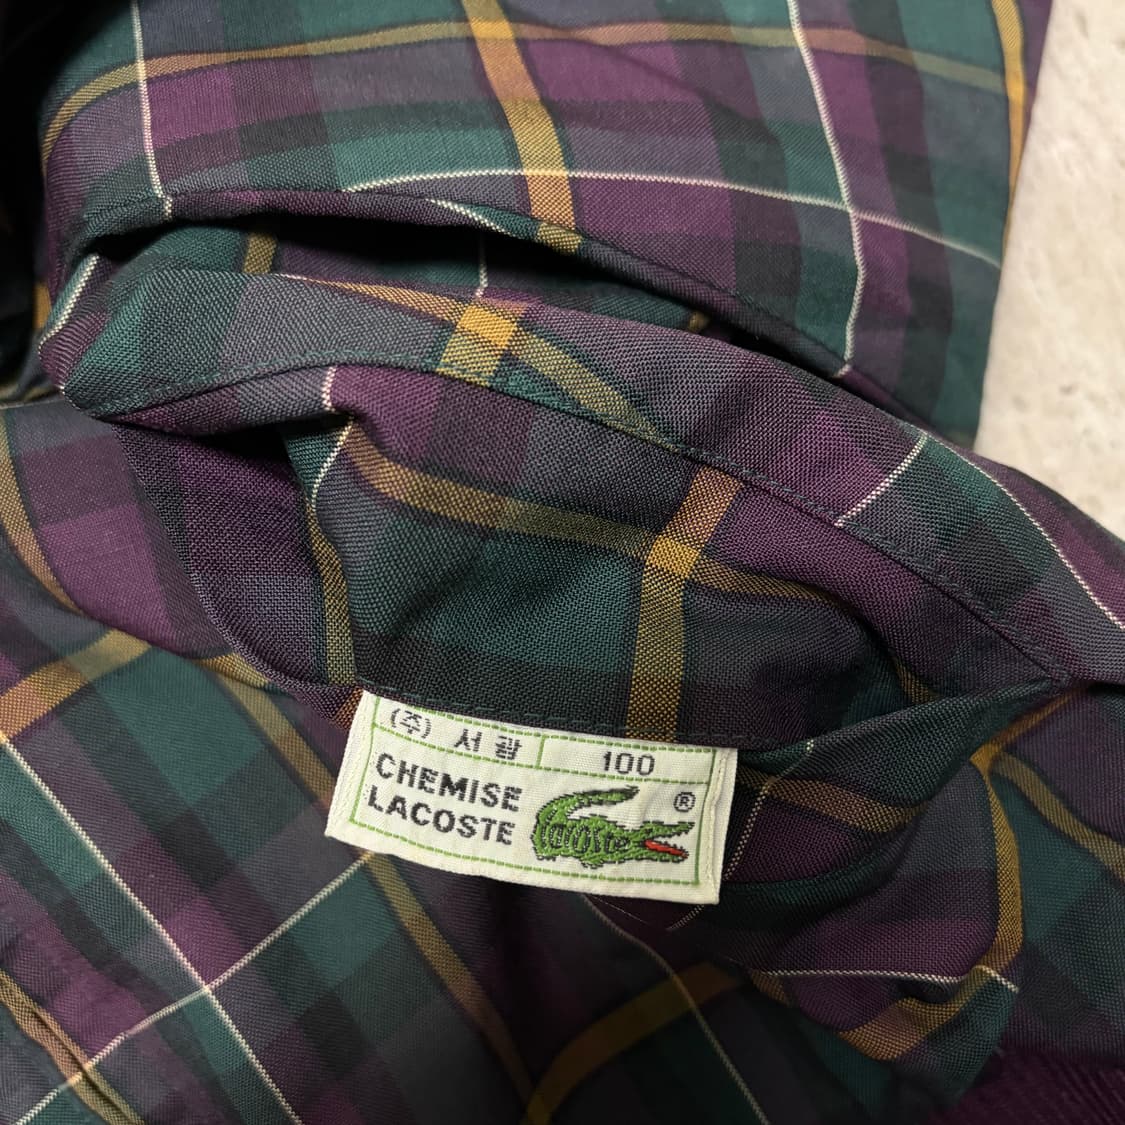 (주) 서광
100
CHEMISE
LACOSTE
Lacoste
®